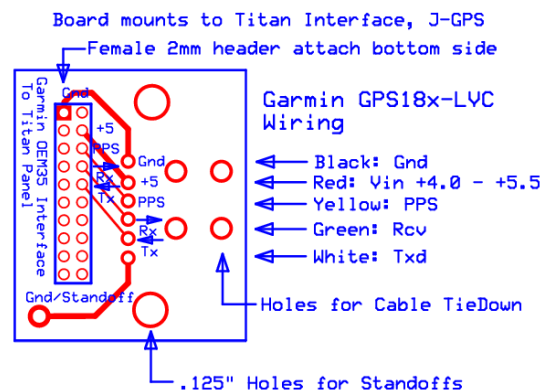 Board mounts to Titan Interface, J-GPS
Female 2mm header attach bottom side
Garmin OEM35 Interface
To Titan Panel
Gnd
+5
PPS
Rx
Tx
Gnd
+5
PPS
Rx
Tx
Gnd/Standoff
Garmin GPS18x-LVC
Wiring
Black: Gnd
Red: Vin +4.0 - +5.5
Yellow: PPS
Green: Rcv
White: Txd
Holes for Cable TieDown
.125" Holes for Standoffs